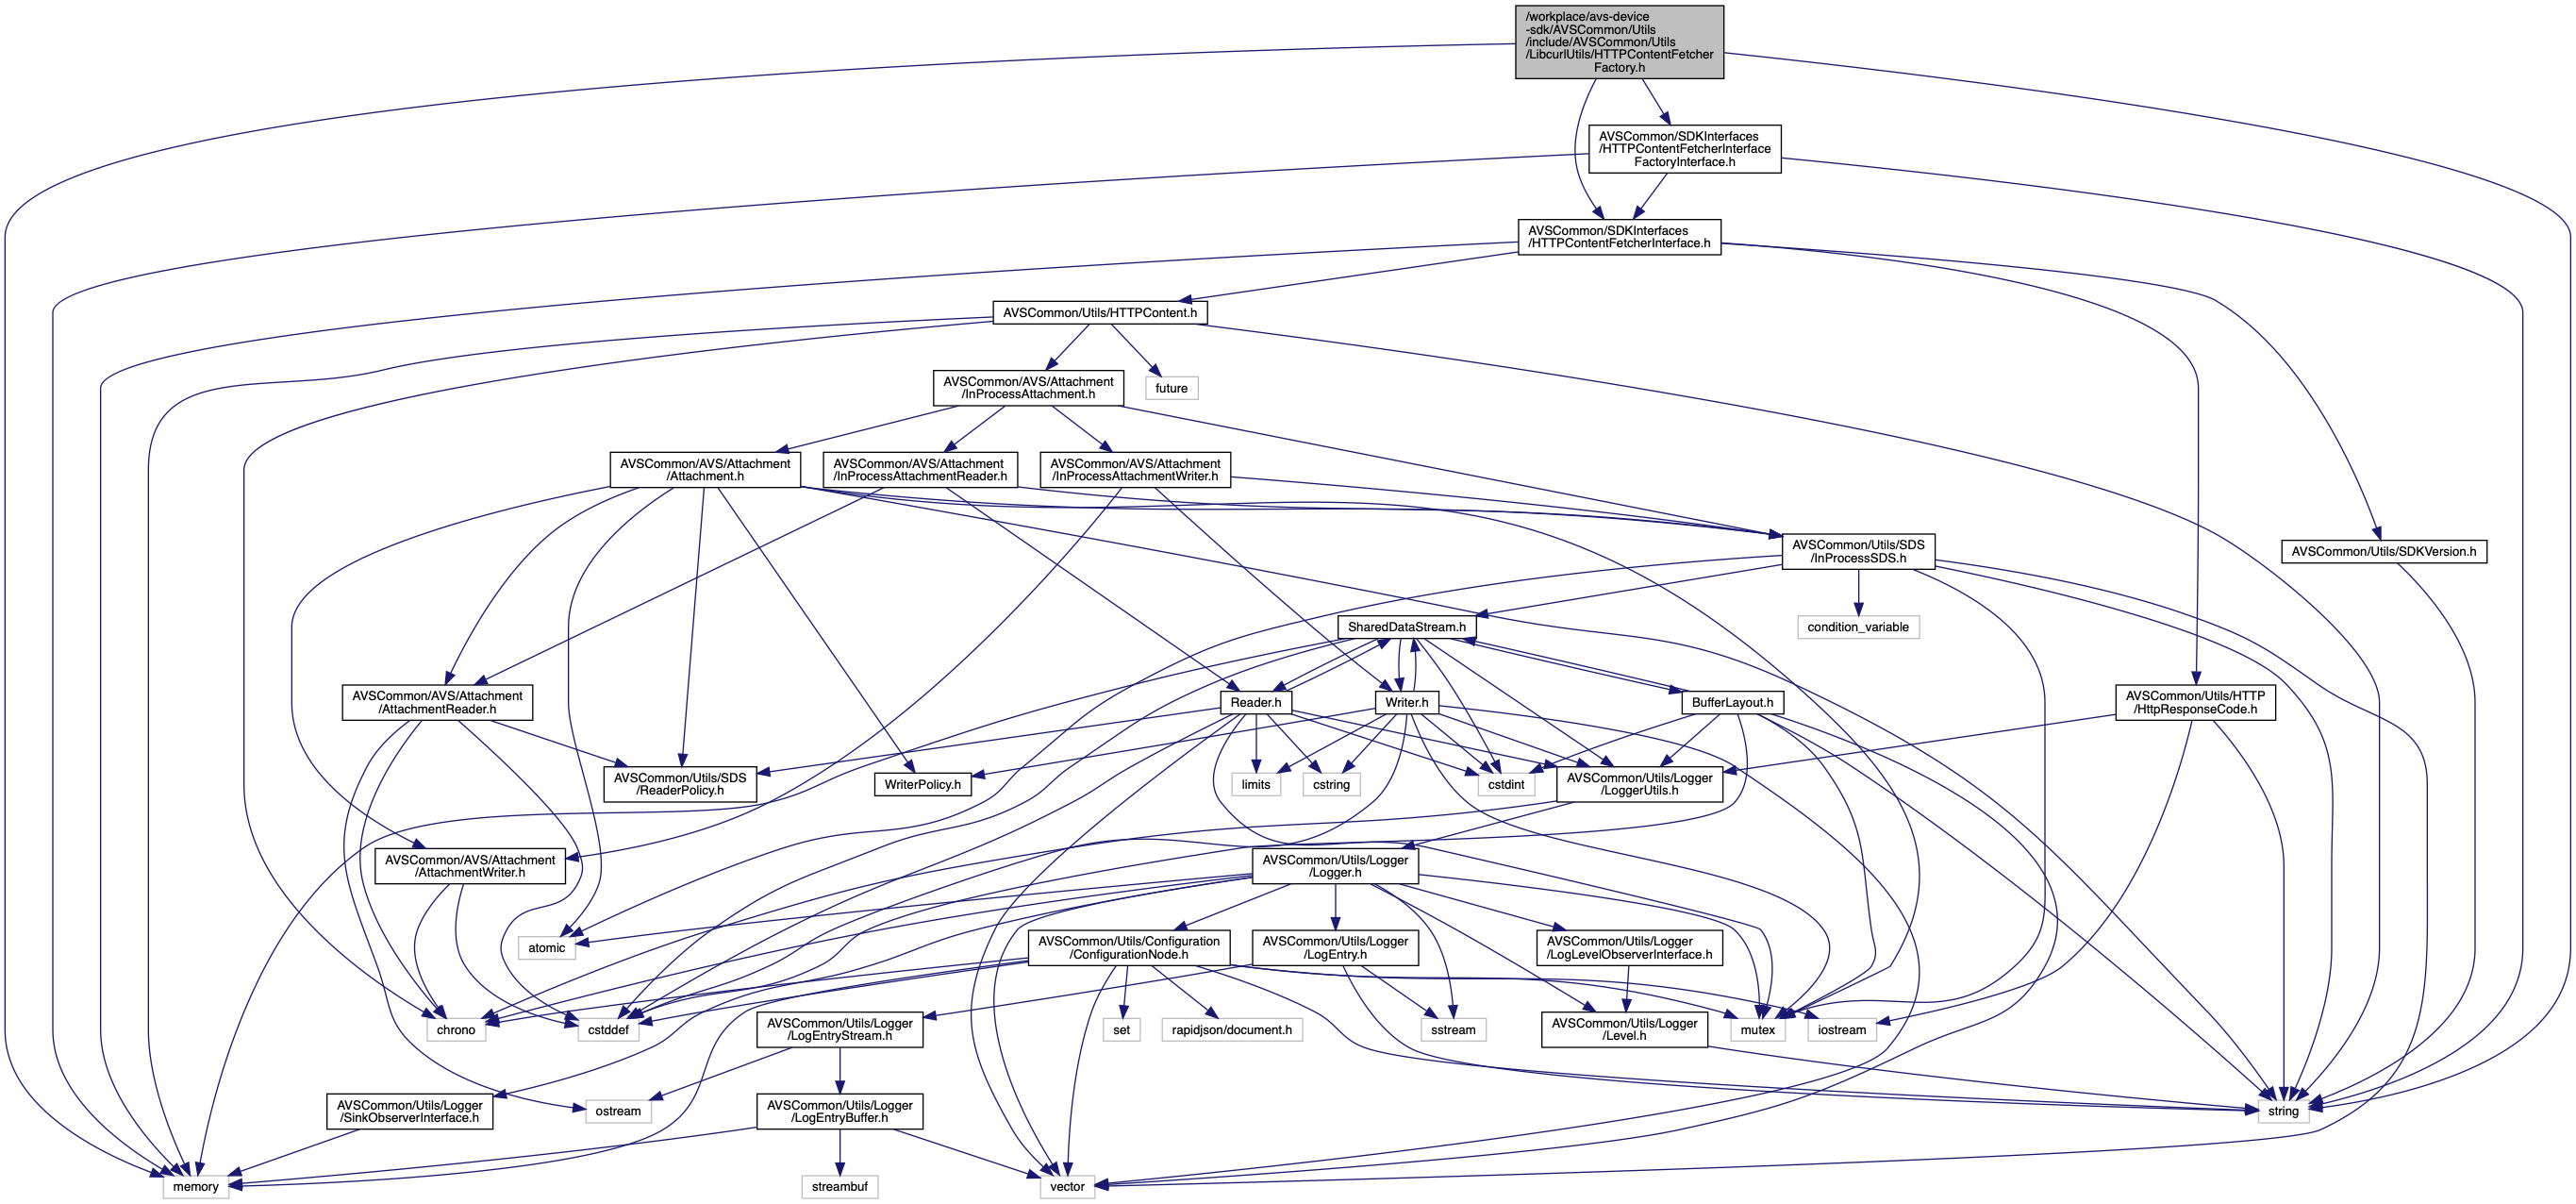 /workplace/avs-device
-sdk/AVSCommon/Utils
/include/AVSCommon/Utils
/LibcurlUtils/HTTPContentFetcher
Factory.h
AVSCommon/SDKInterfaces
/HTTPContentFetcherInterface
FactoryInterface.h
AVSCommon/SDKInterfaces
/HTTPContentFetcherInterface.h
AVSCommon/Utils/HTTPContent.h
AVSCommon/AVS/Attachment
/InProcessAttachment.h
future
AVSCommon/AVS/Attachment
/Attachment.h
AVSCommon/AVS/Attachment
/InProcessAttachmentReader.h
AVSCommon/AVS/Attachment
/InProcessAttachmentWriter.h
AVSCommon/Utils/SDS
/InProcessSDS.h
AVSCommon/Utils/SDKVersion.h
SharedDataStream.h
condition_variable
AVSCommon/AVS/Attachment
/AttachmentReader.h
Reader.h
Writer.h
BufferLayout.h
AVSCommon/Utils/HTTP
/HttpResponseCode.h
AVSCommon/Utils/SDS
/ReaderPolicy.h
WriterPolicy.h
limits
cstring
cstdint
AVSCommon/Utils/Logger
/LoggerUtils.h
AVSCommon/AVS/Attachment
/AttachmentWriter.h
AVSCommon/Utils/Logger
/Logger.h
atomic
AVSCommon/Utils/Configuration
/ConfigurationNode.h
AVSCommon/Utils/Logger
/LogEntry.h
AVSCommon/Utils/Logger
/LogLevelObserverInterface.h
chrono
cstddef
AVSCommon/Utils/Logger
/LogEntryStream.h
set
rapidjson/document.h
sstream
AVSCommon/Utils/Logger
/Level.h
mutex
iostream
AVSCommon/Utils/Logger
/SinkObserverInterface.h
ostream
AVSCommon/Utils/Logger
/LogEntryBuffer.h
string
memory
streambuf
vector